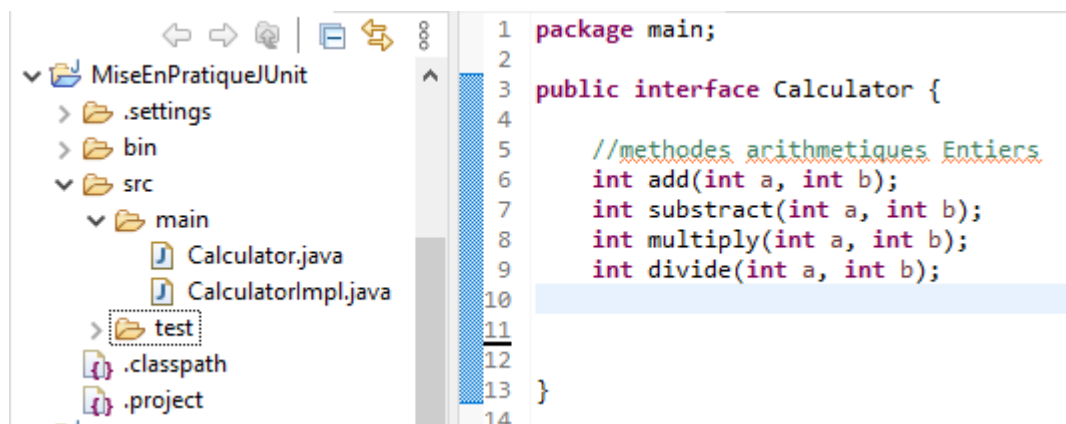 MiseEnPratiqueJUnit
.settings
bin
src
main
Calculator.java
CalculatorImpl.java
test
.classpath
.project
1 package main;
2
3 public interface Calculator {
4
5 //methodes arithmetiques Entiers
6 int add(int a, int b);
7 int substract(int a, int b);
8 int multiply(int a, int b);
9 int divide(int a, int b);
10
11
12
13 }
14